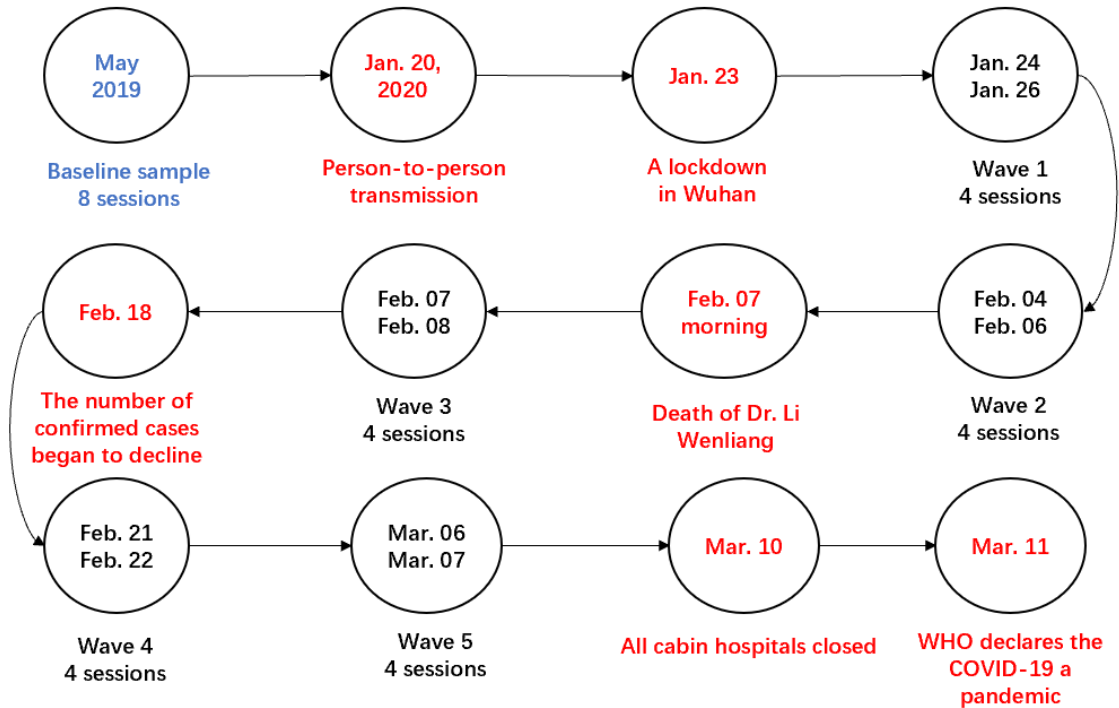 May
2019
Baseline sample
8 sessions
Jan. 20,
2020
Person-to-person
transmission
Jan. 23
A lockdown
in Wuhan
Jan. 24
Jan. 26
Wave 1
4 sessions
Feb. 04
Feb. 06
Wave 2
4 sessions
Feb. 07
morning
Death of Dr. Li
Wenliang
Feb. 07
Feb. 08
Wave 3
4 sessions
Feb. 18
The number of
confirmed cases
began to decline
Feb. 21
Feb. 22
Wave 4
4 sessions
Mar. 06
Mar. 07
Wave 5
4 sessions
Mar. 10
All cabin hospitals closed
Mar. 11
WHO declares the
COVID-19 a
pandemic